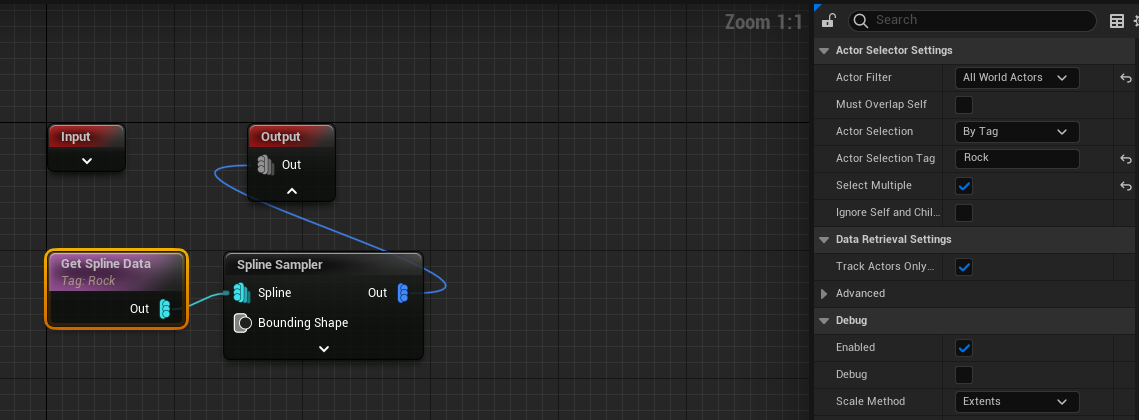 Zoom 1:1
Input
Output
Out
Get Spline Data
Tag: Rock
Out
Spline Sampler
Spline
Out
Bounding Shape
Search
Actor Selector Settings
Actor Filter
All World Actors
Must Overlap Self
Actor Selection
By Tag
Actor Selection Tag
Rock
Select Multiple
Ignore Self and Chil...
Data Retrieval Settings
Track Actors Only...
Advanced
Debug
Enabled
Debug
Scale Method
Extents